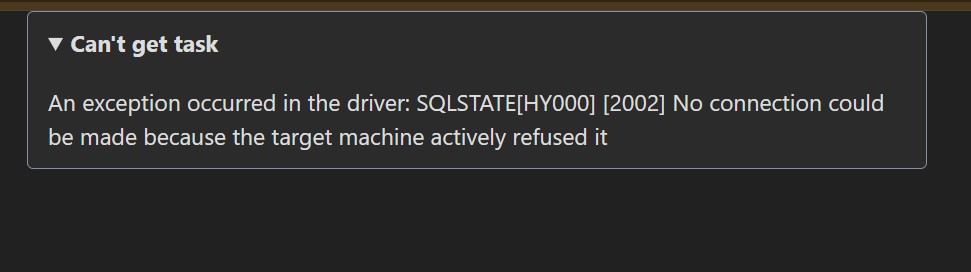 ▼ Can't get task
An exception occurred in the driver: SQLSTATE[HY000] [2002] No connection could
be made because the target machine actively refused it